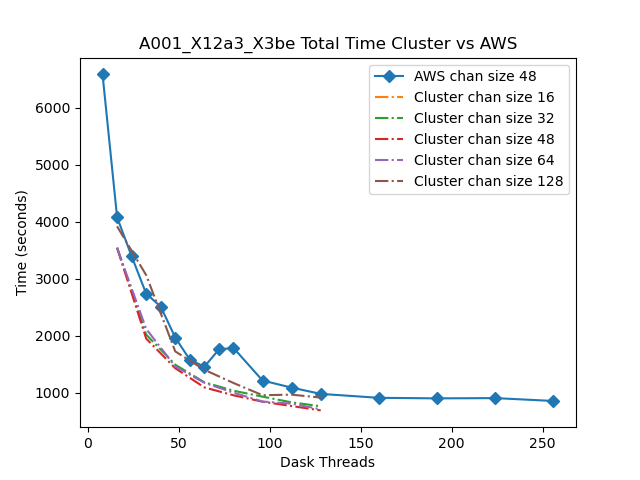 A001_X12a3_X3be Total Time Cluster vs AWS
AWS chan size 48
Cluster chan size 16
Cluster chan size 32
Cluster chan size 48
Cluster chan size 64
Cluster chan size 128
Time (seconds)
6000
5000
4000
3000
2000
1000
0 50 100 150 200 250
Dask Threads